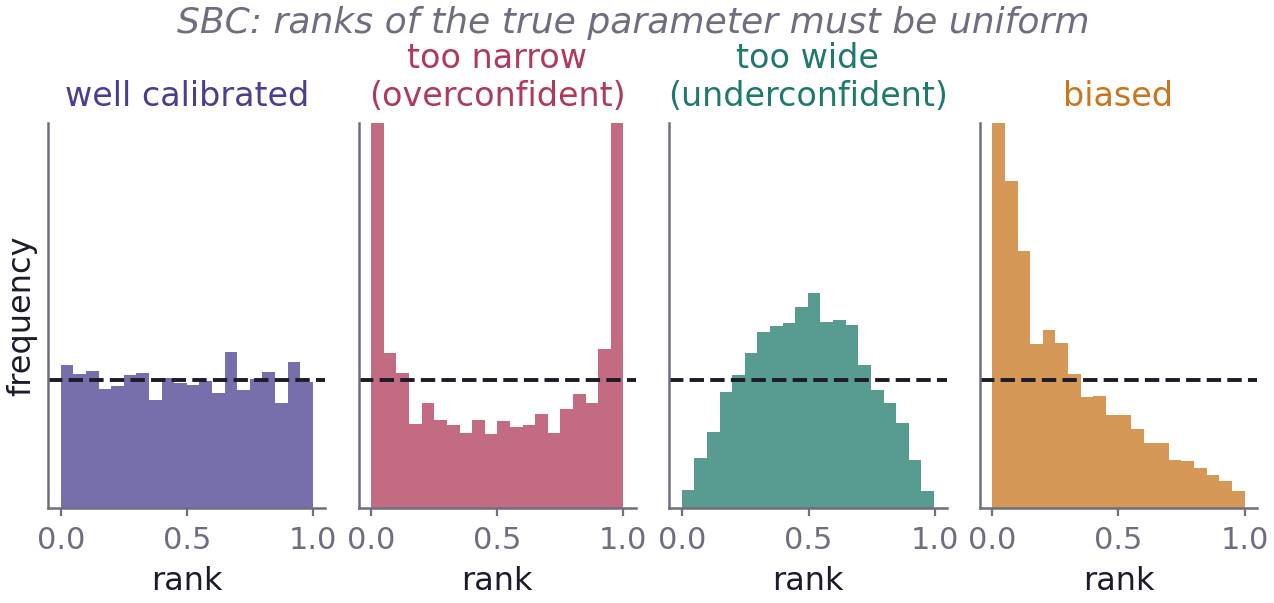 SBC: ranks of the true parameter must be uniform
well calibrated
too narrow
(overconfident)
too wide
(underconfident)
biased
frequency
0.0 0.5 1.0
0.0 0.5 1.0
0.0 0.5 1.0
0.0 0.5 1.0
rank
rank
rank
rank